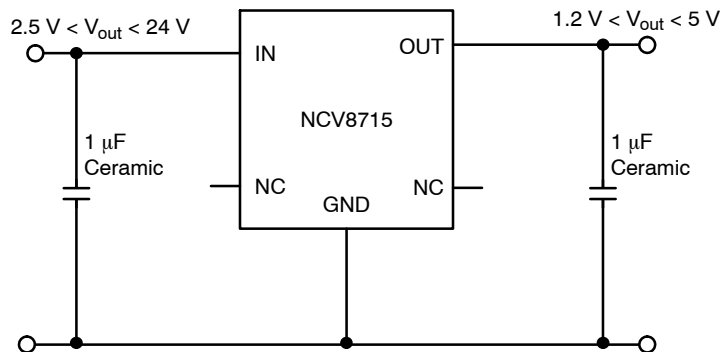 2.5 V < Vout < 24 V
1.2 V < Vout < 5 V
IN
OUT
NCV8715
1 μF
Ceramic
1 μF
Ceramic
NC
NC
GND